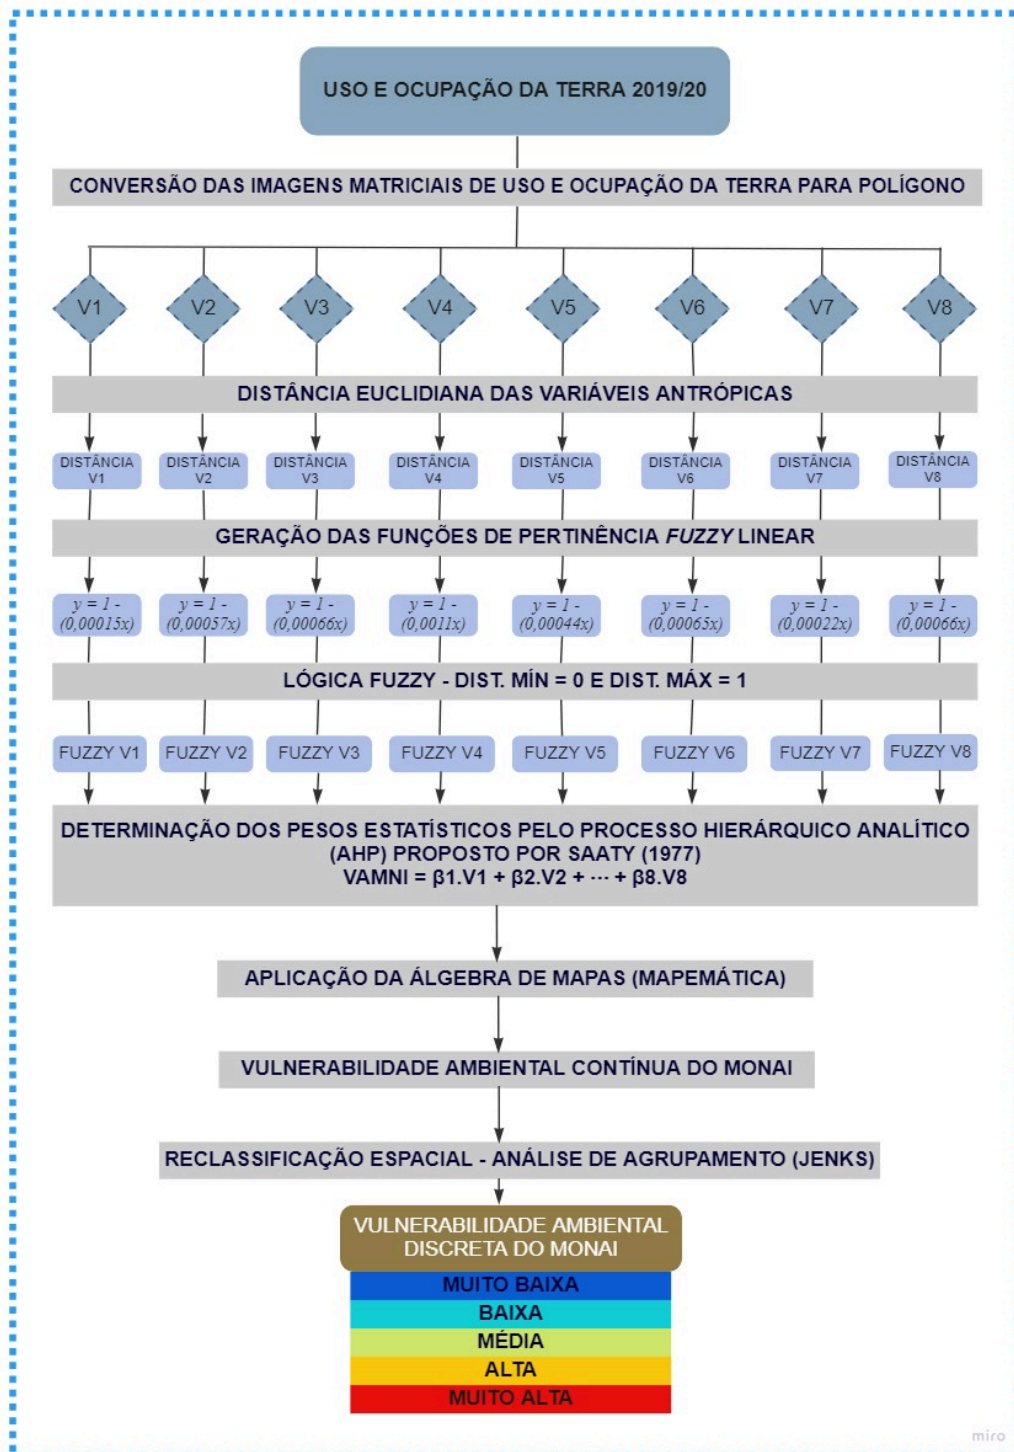 USO E OCUPAÇÃO DA TERRA 2019/20
CONVERSÃO DAS IMAGENS MATRICIAIS DE USO E OCUPAÇÃO DA TERRA PARA POLÍGONO
V1 V2 V3 V4 V5 V6 V7 V8
DISTÂNCIA EUCLIDIANA DAS VARIÁVEIS ANTRÓPICAS
DISTÂNCIA DISTÂNCIA DISTÂNCIA DISTÂNCIA DISTÂNCIA DISTÂNCIA DISTÂNCIA DISTÂNCIA
V1 V2 V3 V4 V5 V6 V7 V8
GERAÇÃO DAS FUNÇÕES DE PERTINÊNCIA FUZZY LINEAR
y = 1 - y = 1 - y = 1 - y = 1 - y = 1 - y = 1 - y = 1 - y = 1 -
(0,00015x) (0,00057x) (0,00066x) (0,0011x) (0,00044x) (0,00065x) (0,00022x) (0,00066x)
LÓGICA FUZZY - DIST. MÍN = 0 E DIST. MÁX = 1
FUZZY V1 FUZZY V2 FUZZY V3 FUZZY V4 FUZZY V5 FUZZY V6 FUZZY V7 FUZZY V8
DETERMINAÇÃO DOS PESOS ESTATÍSTICOS PELO PROCESSO HIERÁRQUICO ANALÍTICO
(AHP) PROPOSTO POR SAATY (1977)
VAMNI = β1.V1 + β2.V2 + ··· + β8.V8
APLICAÇÃO DA ÁLGEBRA DE MAPAS (MAPEMÁTICA)
VULNERABILIDADE AMBIENTAL CONTÍNUA DO MONAI
RECLASSIFICAÇÃO ESPACIAL - ANÁLISE DE AGRUPAMENTO (JENKS)
VULNERABILIDADE AMBIENTAL
DISCRETA DO MONAI
MUITO BAIXA
BAIXA
MÉDIA
ALTA
MUITO ALTA
miro